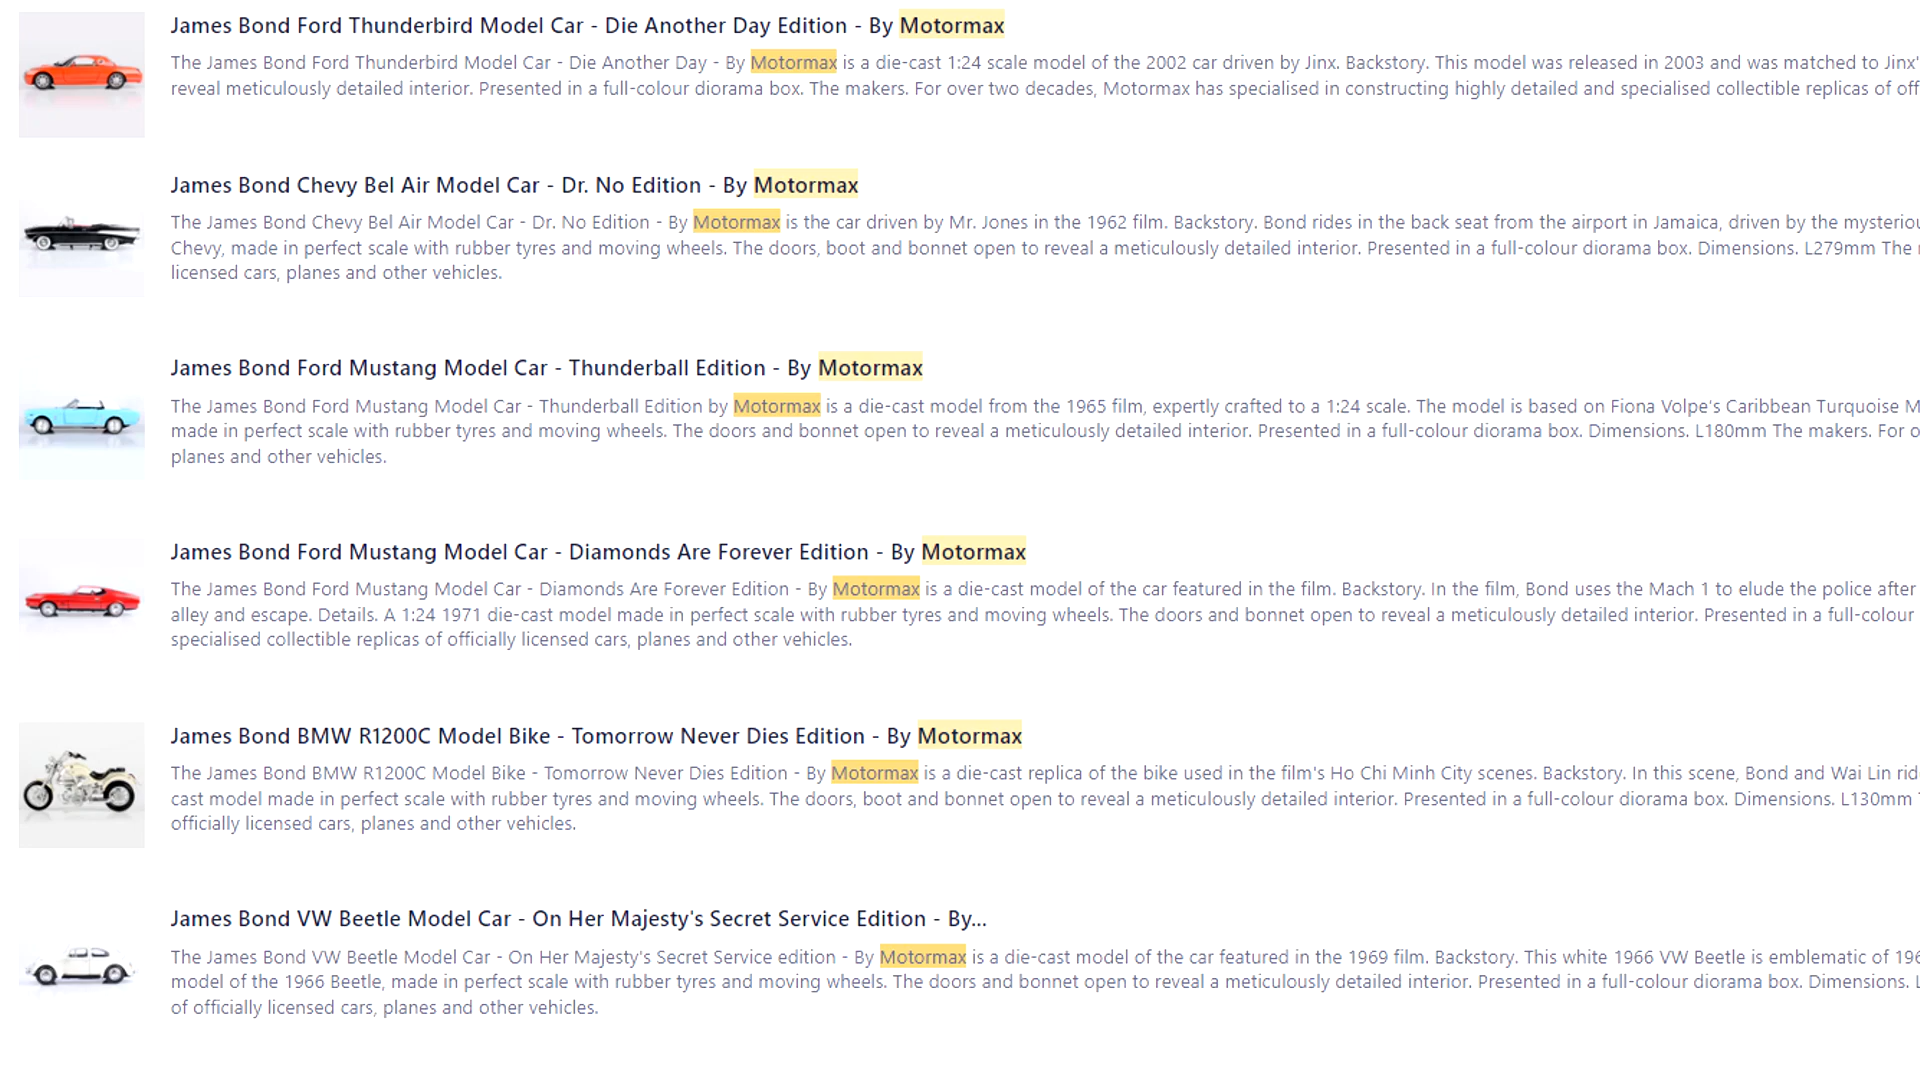 James Bond Ford Thunderbird Model Car - Die Another Day Edition - By Motormax
The James Bond Ford Thunderbird Model Car - Die Another Day - By Motormax is a die-cast 1:24 scale model of the 2002 car driven by Jinx. Backstory. This model was released in 2003 and was matched to Jinx'
reveal meticulously detailed interior. Presented in a full-colour diorama box. The makers. For over two decades, Motormax has specialised in constructing highly detailed and specialised collectible replicas of off
James Bond Chevy Bel Air Model Car - Dr. No Edition - By Motormax
The James Bond Chevy Bel Air Model Car - Dr. No Edition - By Motormax is the car driven by Mr. Jones in the 1962 film. Backstory. Bond rides in the back seat from the airport in Jamaica, driven by the mysteriou
Chevy, made in perfect scale with rubber tyres and moving wheels. The doors, boot and bonnet open to reveal a meticulously detailed interior. Presented in a full-colour diorama box. Dimensions. L279mm The
licensed cars, planes and other vehicles.
James Bond Ford Mustang Model Car - Thunderball Edition - By Motormax
The James Bond Ford Mustang Model Car - Thunderball Edition by Motormax is a die-cast model from the 1965 film, expertly crafted to a 1:24 scale. The model is based on Fiona Volpe's Caribbean Turquoise M
made in perfect scale with rubber tyres and moving wheels. The doors and bonnet open to reveal a meticulously detailed interior. Presented in a full-colour diorama box. Dimensions. L180mm The makers. For o
planes and other vehicles.
James Bond Ford Mustang Model Car - Diamonds Are Forever Edition - By Motormax
The James Bond Ford Mustang Model Car - Diamonds Are Forever Edition - By Motormax is a die-cast model of the car featured in the film. Backstory. In the film, Bond uses the Mach 1 to elude the police after
alley and escape. Details. A 1:24 1971 die-cast model made in perfect scale with rubber tyres and moving wheels. The doors and bonnet open to reveal a meticulously detailed interior. Presented in a full-colour
specialised collectible replicas of officially licensed cars, planes and other vehicles.
James Bond BMW R1200C Model Bike - Tomorrow Never Dies Edition - By Motormax
The James Bond BMW R1200C Model Bike - Tomorrow Never Dies Edition - By Motormax is a die-cast replica of the bike used in the film's Ho Chi Minh City scenes. Backstory. In this scene, Bond and Wai Lin rid
cast model made in perfect scale with rubber tyres and moving wheels. The doors, boot and bonnet open to reveal a meticulously detailed interior. Presented in a full-colour diorama box. Dimensions. L130mm
officially licensed cars, planes and other vehicles.
James Bond VW Beetle Model Car - On Her Majesty's Secret Service Edition - By...
The James Bond VW Beetle Model Car - On Her Majesty's Secret Service edition - By Motormax is a die-cast model of the car featured in the 1969 film. Backstory. This white 1966 VW Beetle is emblematic of 196
model of the 1966 Beetle, made in perfect scale with rubber tyres and moving wheels. The doors and bonnet open to reveal a meticulously detailed interior. Presented in a full-colour diorama box. Dimensions. L
of officially licensed cars, planes and other vehicles.